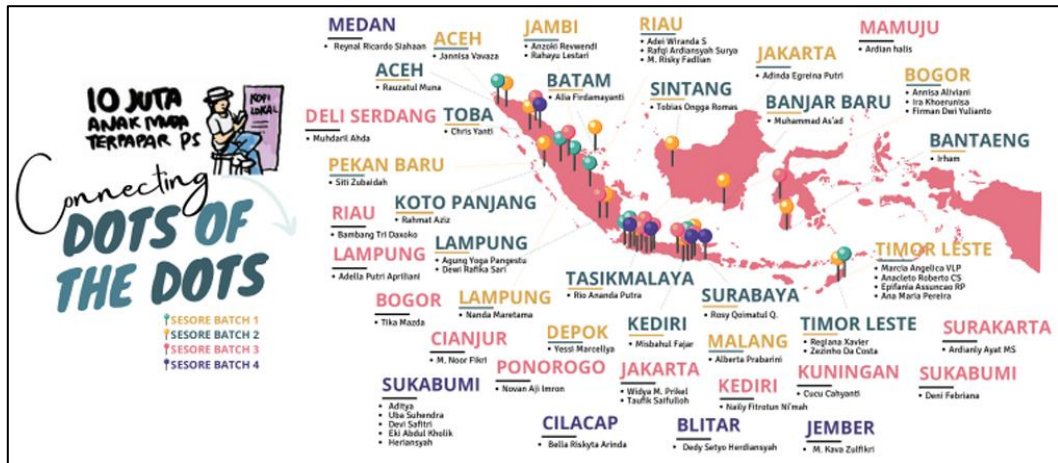 10 JUTA
ANAK MUDA
TERPAPAR PS
KOPI
LOKAL
Connecting
DOTS OF
THE DOTS
SESORE BATCH 1
SESORE BATCH 2
SESORE BATCH 3
SESORE BATCH 4
MEDAN
• Reynal Ricardo Siahaan
ACEH
• Jannisa Vavaza
JAMBI
• Anzoki Revwendi
• Rahayu Lestari
RIAU
• Adei Wiranda S
• Rafqi Ardiansyah Surya
• M. Risky Fadlian
MAMUJU
• Ardian halis
JAKARTA
• Adinda Egreina Putri
ACEH
• Rauzatul Muna
BATAM
• Alia Firdamayanti
SINTANG
• Tobias Ongga Romas
BANJAR BARU
• Muhammad As'ad
BOGOR
• Annisa Aliviani
• Ira Khoerunisa
• Firman Dwi Yulianto
DELI SERDANG
• Muhdaril Ahda
TOBA
• Chris Yanti
BANTAENG
• Irham
PEKAN BARU
• Siti Zubaidah
KOTO PANJANG
• Rahmat Aziz
RIAU
• Bambang Tri Daxoko
LAMPUNG
• Adella Putri Apriliani
LAMPUNG
• Agung Yoga Pangestu
• Dewi Rafika Sari
TASIKMALAYA
• Rio Ananda Putra
TIMOR LESTE
• Marcia Angelica VLP
• Anacleto Roberto CS
• Epifania Assuncao RP
• Ana Maria Pereira
BOGOR
• Tika Mazda
LAMPUNG
• Nanda Maretama
SURABAYA
• Rosy Qoimatul Q.
CIANJUR
• M. Noor Fikri
DEPOK
• Yessi Marcellya
KEDIRI
• Misbahul Fajar
MALANG
• Alberta Prabarini
TIMOR LESTE
• Regiana Xavier
• Zezinho Da Costa
SURAKARTA
• Ardianly Ayat MS
SUKABUMI
• Aditya
• Uba Suhendra
• Devi Safitri
• Eki Abdul Kholik
• Heriansyah
PONOROGO
• Novan Aji Imron
JAKARTA
• Widya M. Prikel
• Taufik Saifulloh
KEDIRI
• Naily Fitrotun Ni'mah
KUNINGAN
• Cucu Cahyanti
SUKABUMI
• Deni Febriana
CILACAP
• Bella Riskyta Arinda
BLITAR
• Dedy Setyo Herdiansyah
JEMBER
• M. Kava Zulfikri